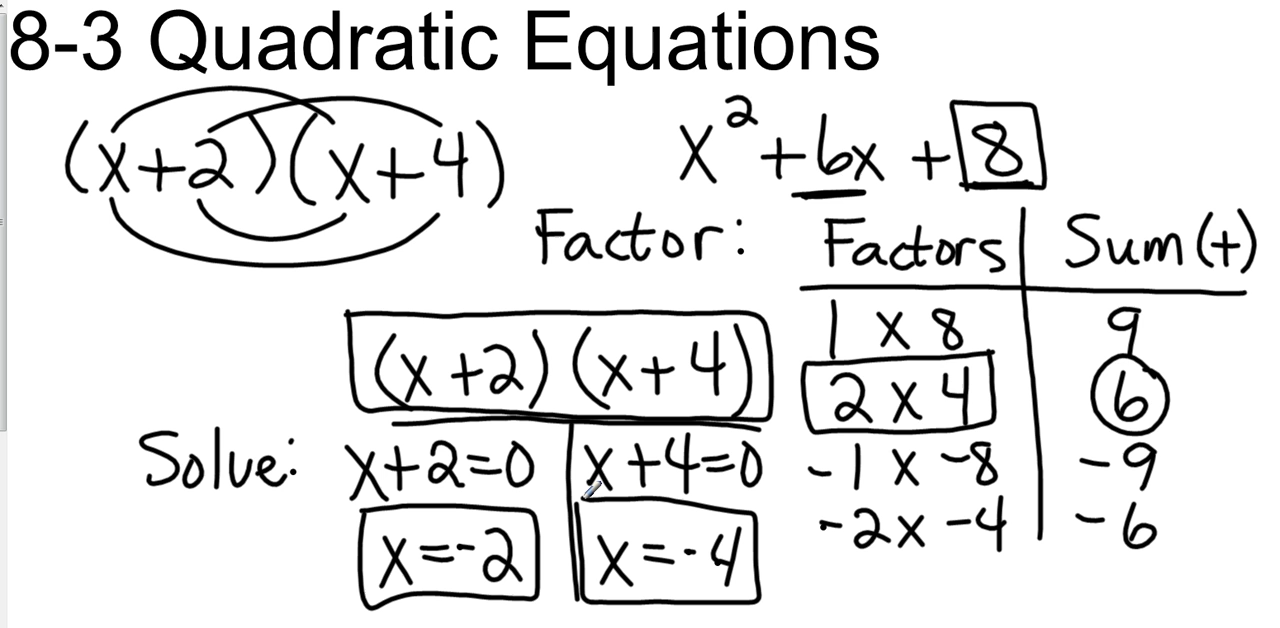 8-3 Quadratic Equations
(x+2)(x+4)
x² +6x + 8
Factor:
Factors Sum(+)
1 x 8 9
(x+2)(x+4)
2 x 4 6
Solve: x+2=0 x+4=0
-1 x -8 -9
x=-2 x=-4
-2x -4 -6